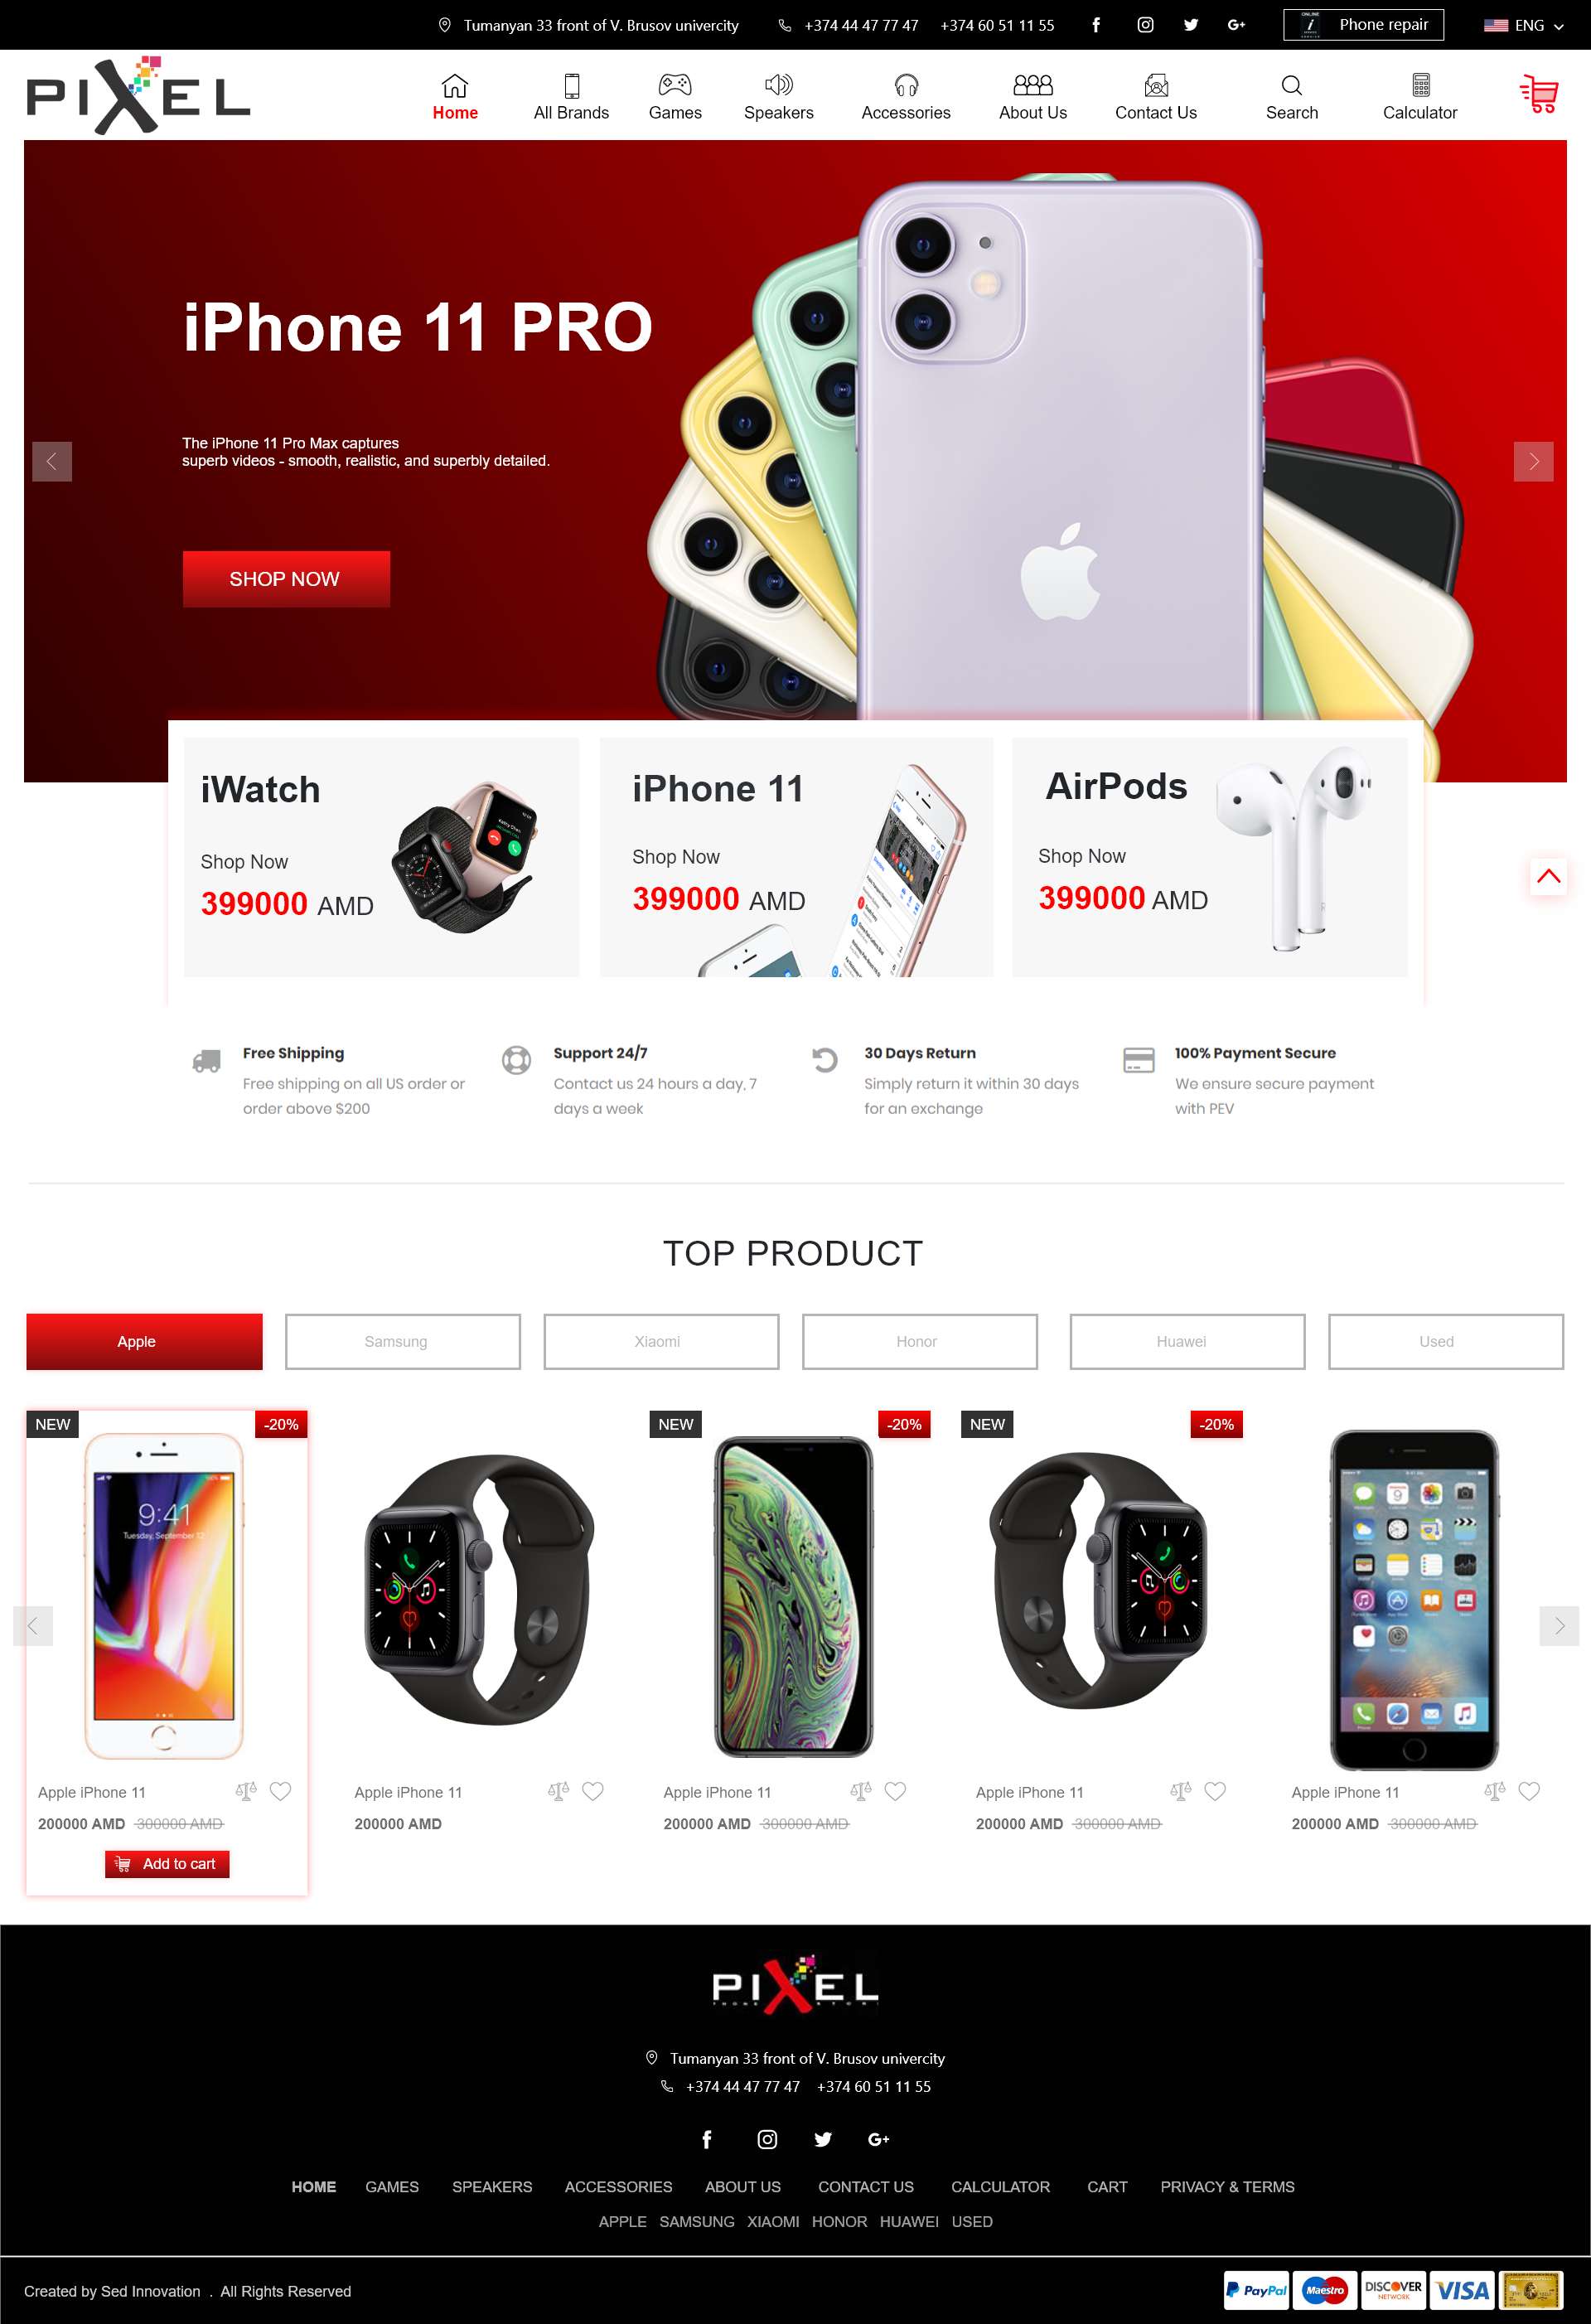 Tumanyan 33 front of V. Brusov univercity +374 44 47 77 47 +374 60 51 11 55 Phone repair ENG
PIXEL
Home All Brands Games Speakers Accessories About Us Contact Us Search Calculator
iPhone 11 PRO
The iPhone 11 Pro Max captures
superb videos - smooth, realistic, and superbly detailed.
SHOP NOW
iWatch
Shop Now
399000 AMD
iPhone 11
Shop Now
399000 AMD
AirPods
Shop Now
399000 AMD
Free Shipping
Free shipping on all US order or
order above $200
Support 24/7
Contact us 24 hours a day, 7
days a week
30 Days Return
Simply return it within 30 days
for an exchange
100% Payment Secure
We ensure secure payment
with PEV
TOP PRODUCT
Apple Samsung Xiaomi Honor Huawei Used
NEW -20%
9:41
Tuesday, September 12
Apple iPhone 11
200000 AMD 300000 AMD
Add to cart
Apple iPhone 11
200000 AMD
NEW -20%
Apple iPhone 11
200000 AMD 300000 AMD
NEW -20%
Apple iPhone 11
200000 AMD 300000 AMD
Apple iPhone 11
200000 AMD 300000 AMD
PIXEL
Tumanyan 33 front of V. Brusov univercity
+374 44 47 77 47 +374 60 51 11 55
HOME GAMES SPEAKERS ACCESSORIES ABOUT US CONTACT US CALCULATOR CART PRIVACY & TERMS
APPLE SAMSUNG XIAOMI HONOR HUAWEI USED
Created by Sed Innovation . All Rights Reserved
PayPal Maestro DISCOVER NETWORK VISA